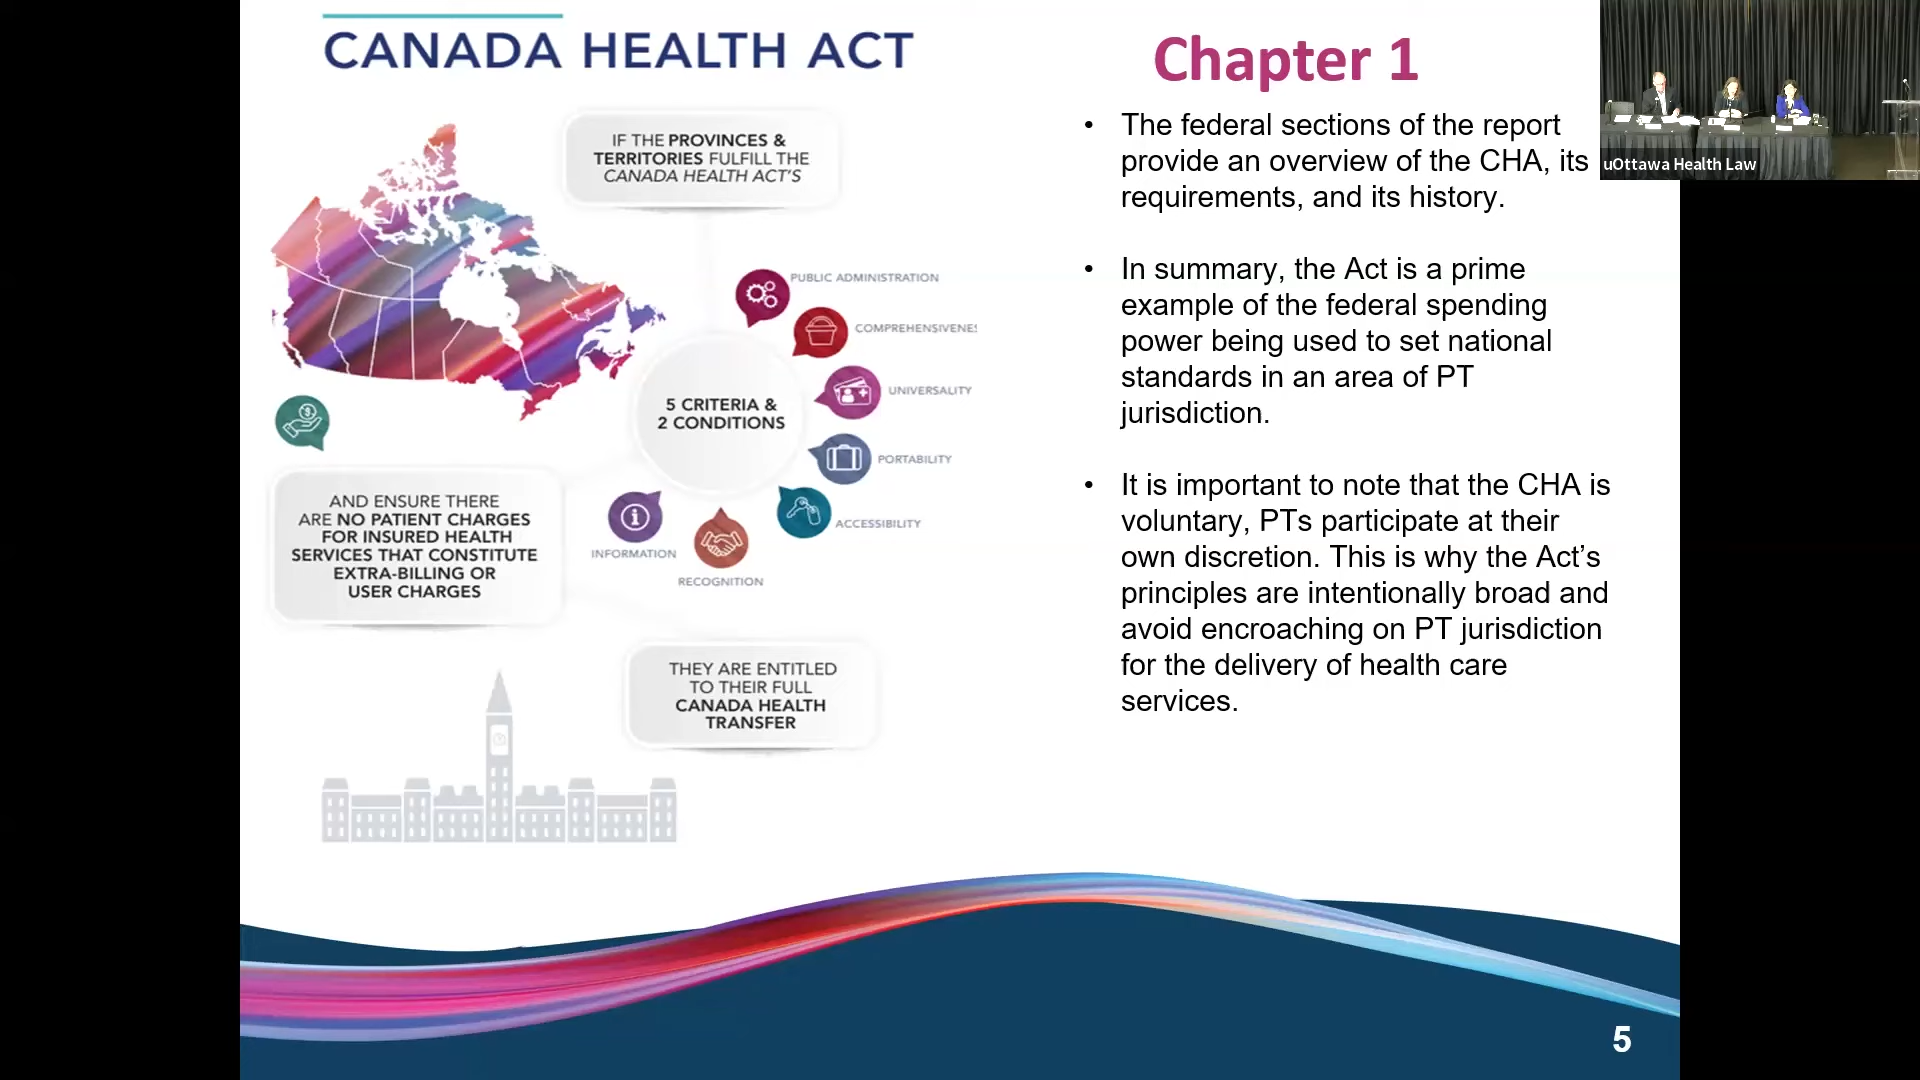 CANADA HEALTH ACT
IF THE PROVINCES &
TERRITORIES FULFILL THE
CANADA HEALTH ACT'S
PUBLIC ADMINISTRATION
COMPREHENSIVENES
UNIVERSALITY
5 CRITERIA &
2 CONDITIONS
PORTABILITY
ACCESSIBILITY
INFORMATION
RECOGNITION
AND ENSURE THERE
ARE NO PATIENT CHARGES
FOR INSURED HEALTH
SERVICES THAT CONSTITUTE
EXTRA-BILLING OR
USER CHARGES
THEY ARE ENTITLED
TO THEIR FULL
CANADA HEALTH
TRANSFER
Chapter 1
• The federal sections of the report
provide an overview of the CHA, its
requirements, and its history.
• In summary, the Act is a prime
example of the federal spending
power being used to set national
standards in an area of PT
jurisdiction.
• It is important to note that the CHA is
voluntary, PTs participate at their
own discretion. This is why the Act’s
principles are intentionally broad and
avoid encroaching on PT jurisdiction
for the delivery of health care
services.
uOttawa Health Law
5